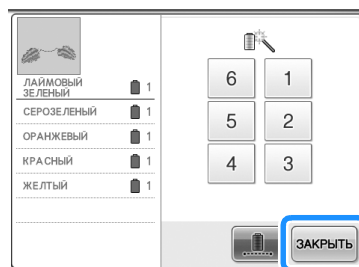 ЛАЙМОВЫЙ
ЗЕЛЕНЫЙ 1
СЕРОЗЕЛЕНЫЙ 1
ОРАНЖЕВЫЙ 1
КРАСНЫЙ 1
ЖЕЛТЫЙ 1
6 1
5 2
4 3
ЗАКРЫТЬ